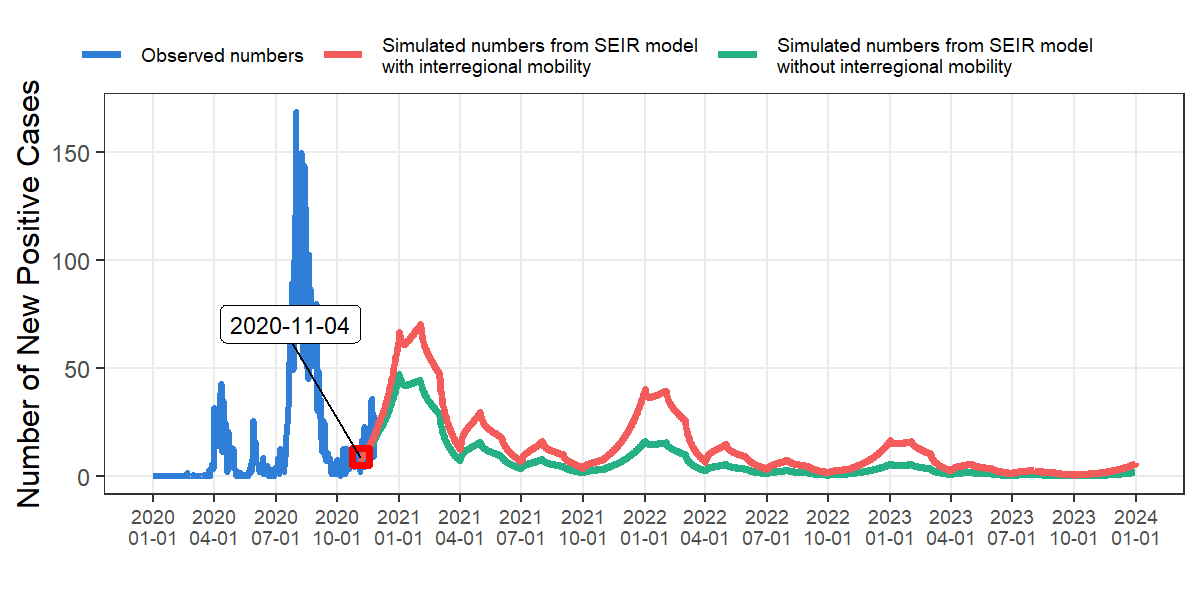 Observed numbers
Simulated numbers from SEIR model
with interregional mobility
Simulated numbers from SEIR model
without interregional mobility
Number of New Positive Cases
150
100
50
0
2020-11-04
2020 2020 2020 2020 2021 2021 2021 2021 2022 2022 2022 2022 2023 2023 2023 2023 2024
01-01 04-01 07-01 10-01 01-01 04-01 07-01 10-01 01-01 04-01 07-01 10-01 01-01 04-01 07-01 10-01 01-01